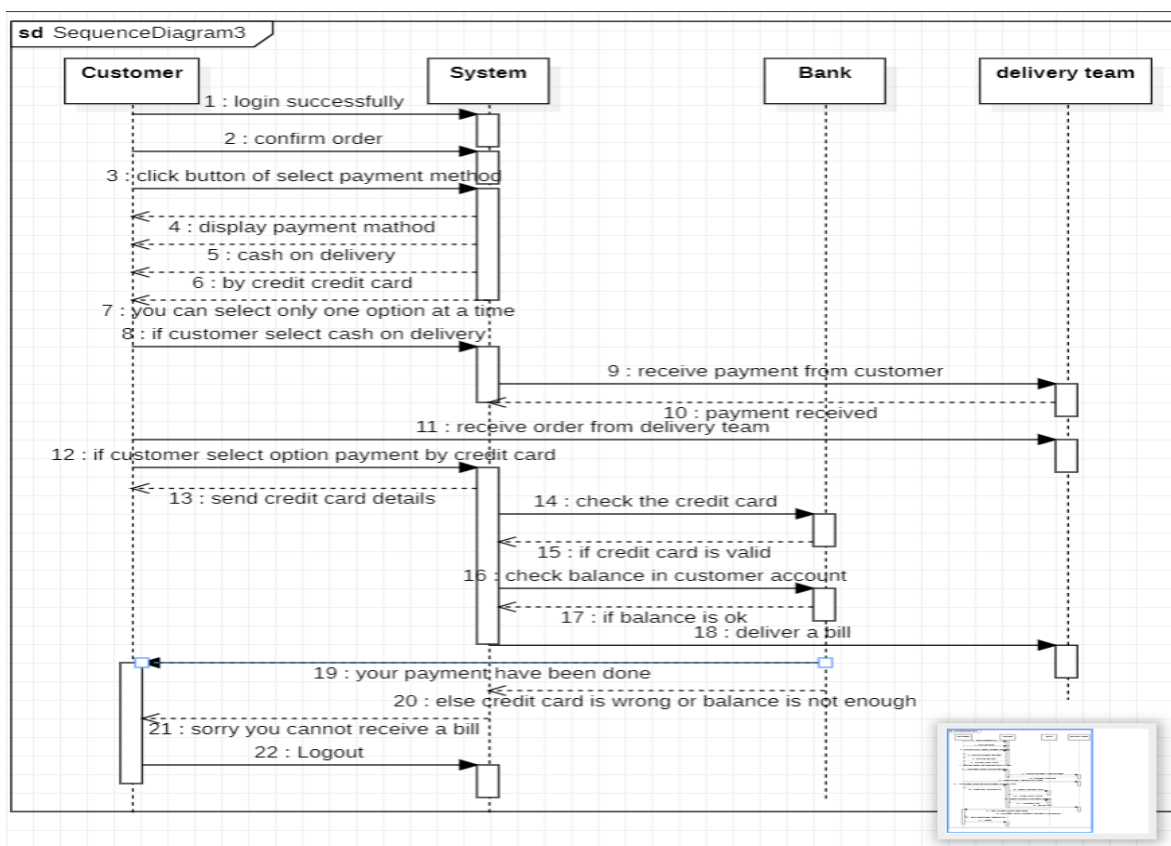 sd SequenceDiagram3
Customer
System
Bank
delivery team
1 : login successfully
2 : confirm order
3 : click button of select payment method
4 : display payment mathod
5 : cash on delivery
6 : by credit credit card
7 : you can select only one option at a time
8 : if customer select cash on delivery
9 : receive payment from customer
10 : payment received
11 : receive order from delivery team
12 : if customer select option payment by credit card
13 : send credit card details
14 : check the credit card
15 : if credit card is valid
16 : check balance in customer account
17 : if balance is ok
18 : deliver a bill
19 : your payment have been done
20 : else credit card is wrong or balance is not enough
21 : sorry you cannot receive a bill
22 : Logout